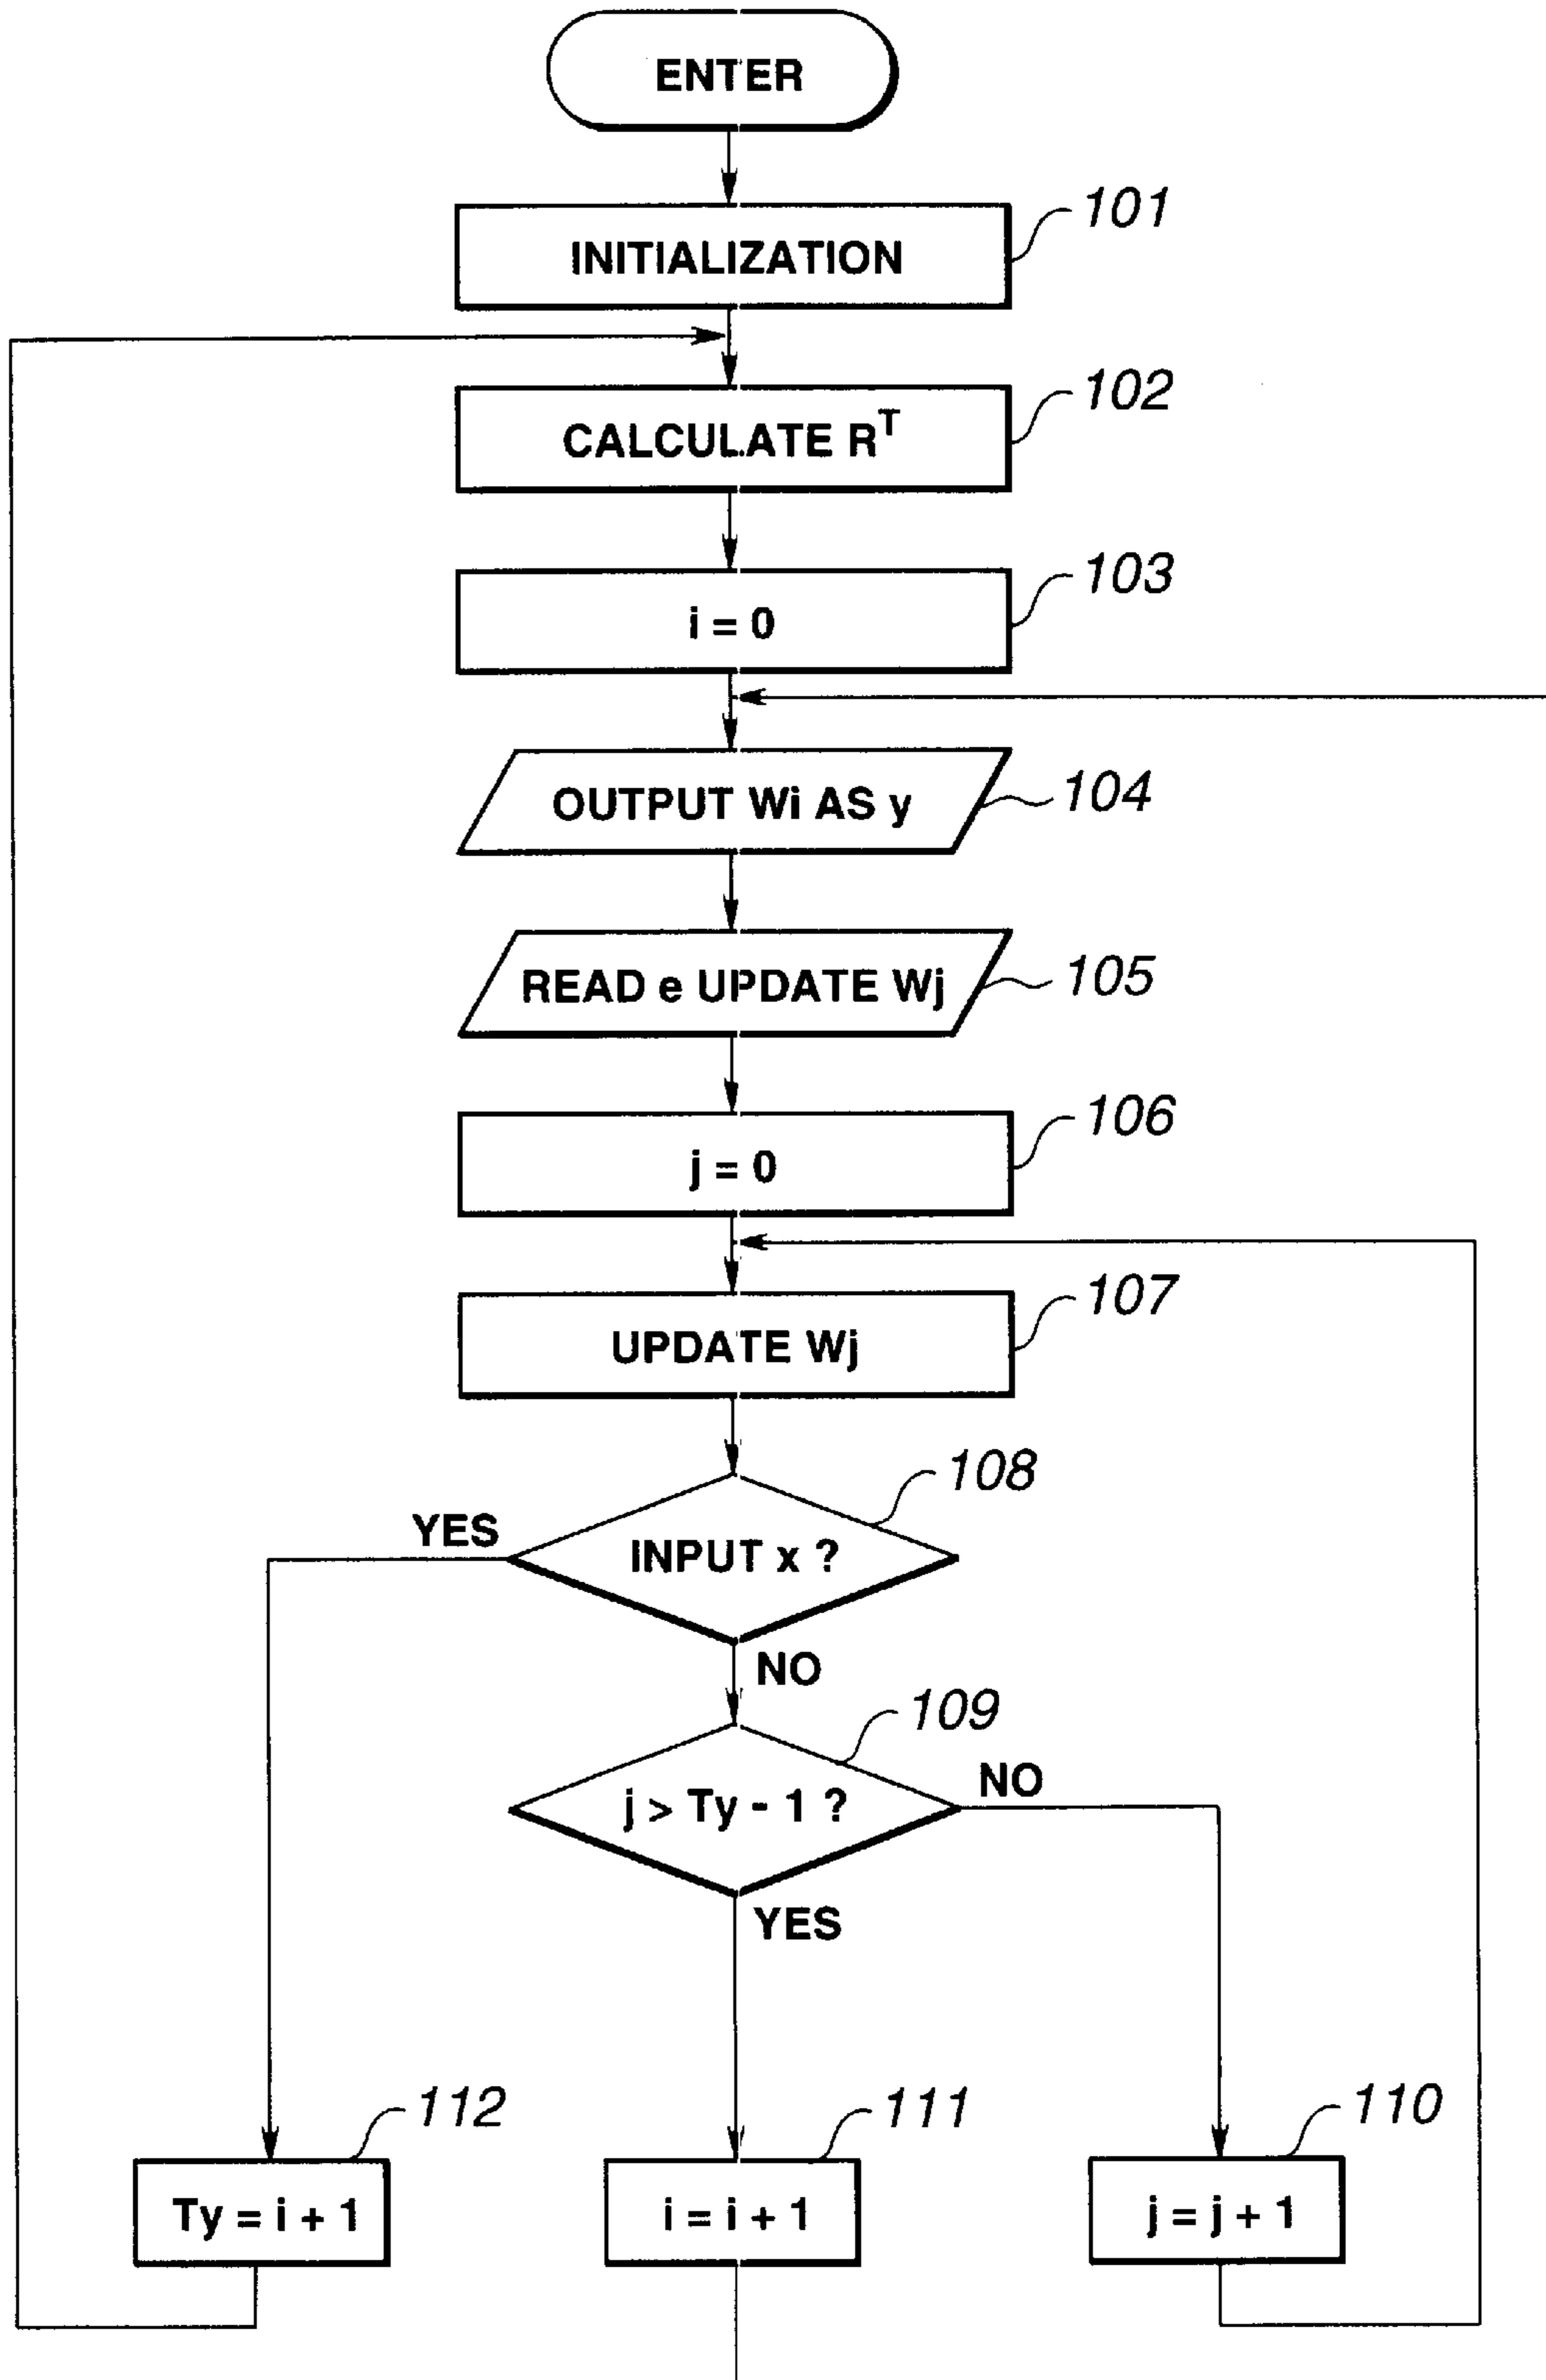 ENTER
101
INITIALIZATION
102
CALCULATE R^T
103
i = 0
104
OUTPUT Wi AS y
105
READ e UPDATE Wj
106
j = 0
107
UPDATE Wj
108
YES
INPUT x ?
NO
109
NO
j > Ty - 1 ?
YES
112
111
110
Ty = i + 1
i = i + 1
j = j + 1